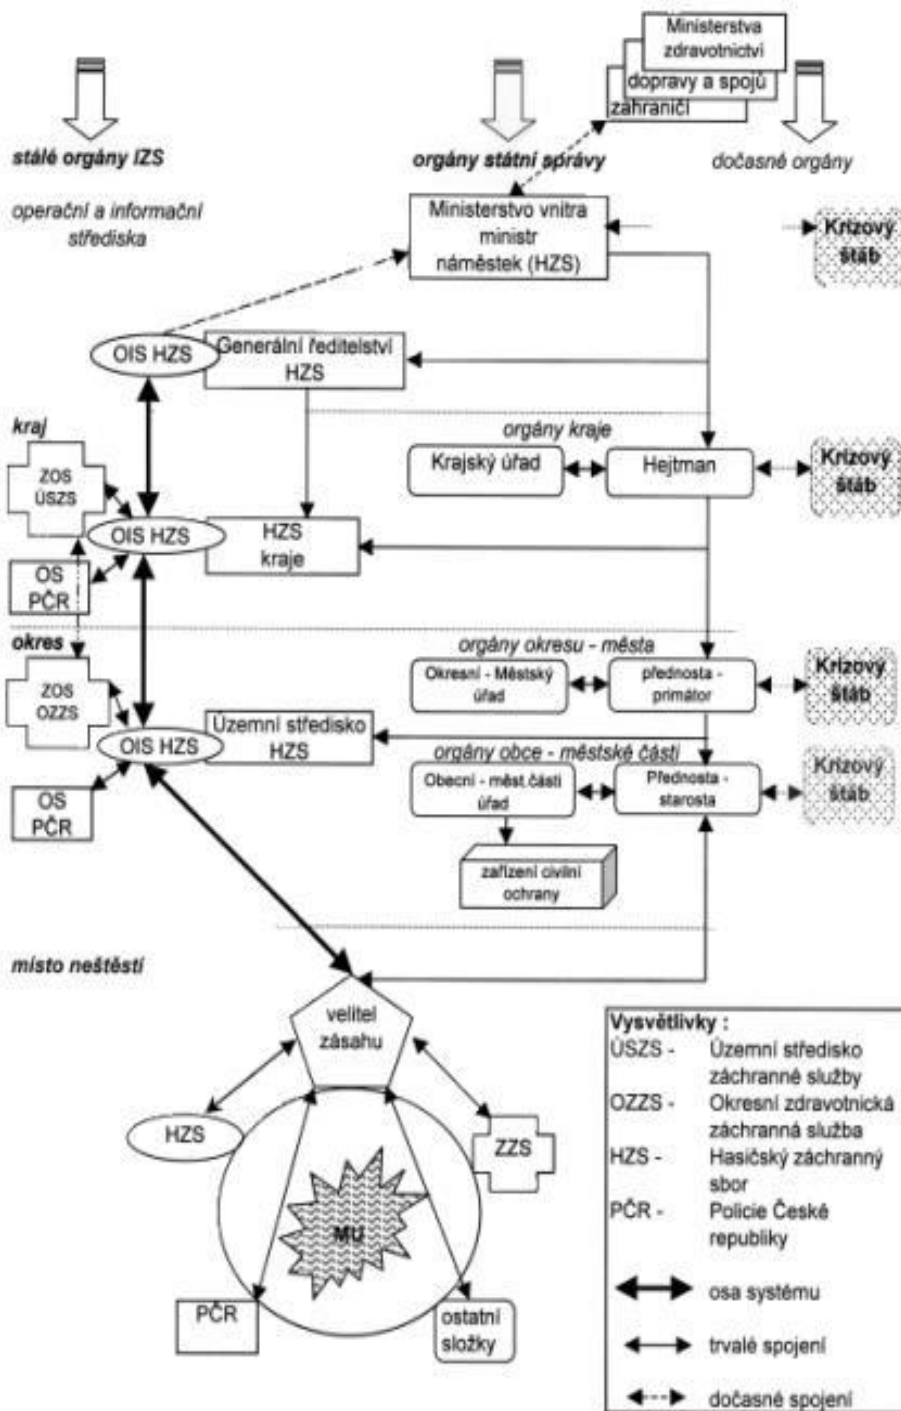 Ministerstva
zdravotnictví
dopravy a spojů
zahraničí
stálé orgány IZS
orgány státní správy
dočasné orgány
operační a informační
střediska
Ministerstvo vnitra
ministr
náměstek (HZS)
Krizový
štáb
OIS HZS
Generální ředitelství
HZS
kraj
orgány kraje
ZOS
ÚSZS
Krajský úřad
Hejtman
Krizový
štáb
OIS HZS
HZS
kraje
OS
PČR
okres
orgány okresu - města
ZOS
OZZS
Okresní - Městský
úřad
přednosta -
primátor
Krizový
štáb
OIS HZS
Územní středisko
HZS
orgány obce - městské části
OS
PČR
Obecní - měst.části
úřad
Přednosta -
starosta
Krizový
štáb
zařízení civilní
ochrany
místo neštěstí
velitel
zásahu
HZS
ZZS
MU
PČR
ostatní
složky
Vysvětlivky :
ÚSZS - Územní středisko
záchranné služby
OZZS - Okresní zdravotnická
záchranná služba
HZS - Hasičský záchranný
sbor
PČR - Policie České
republiky
osa systému
trvalé spojení
dočasné spojení